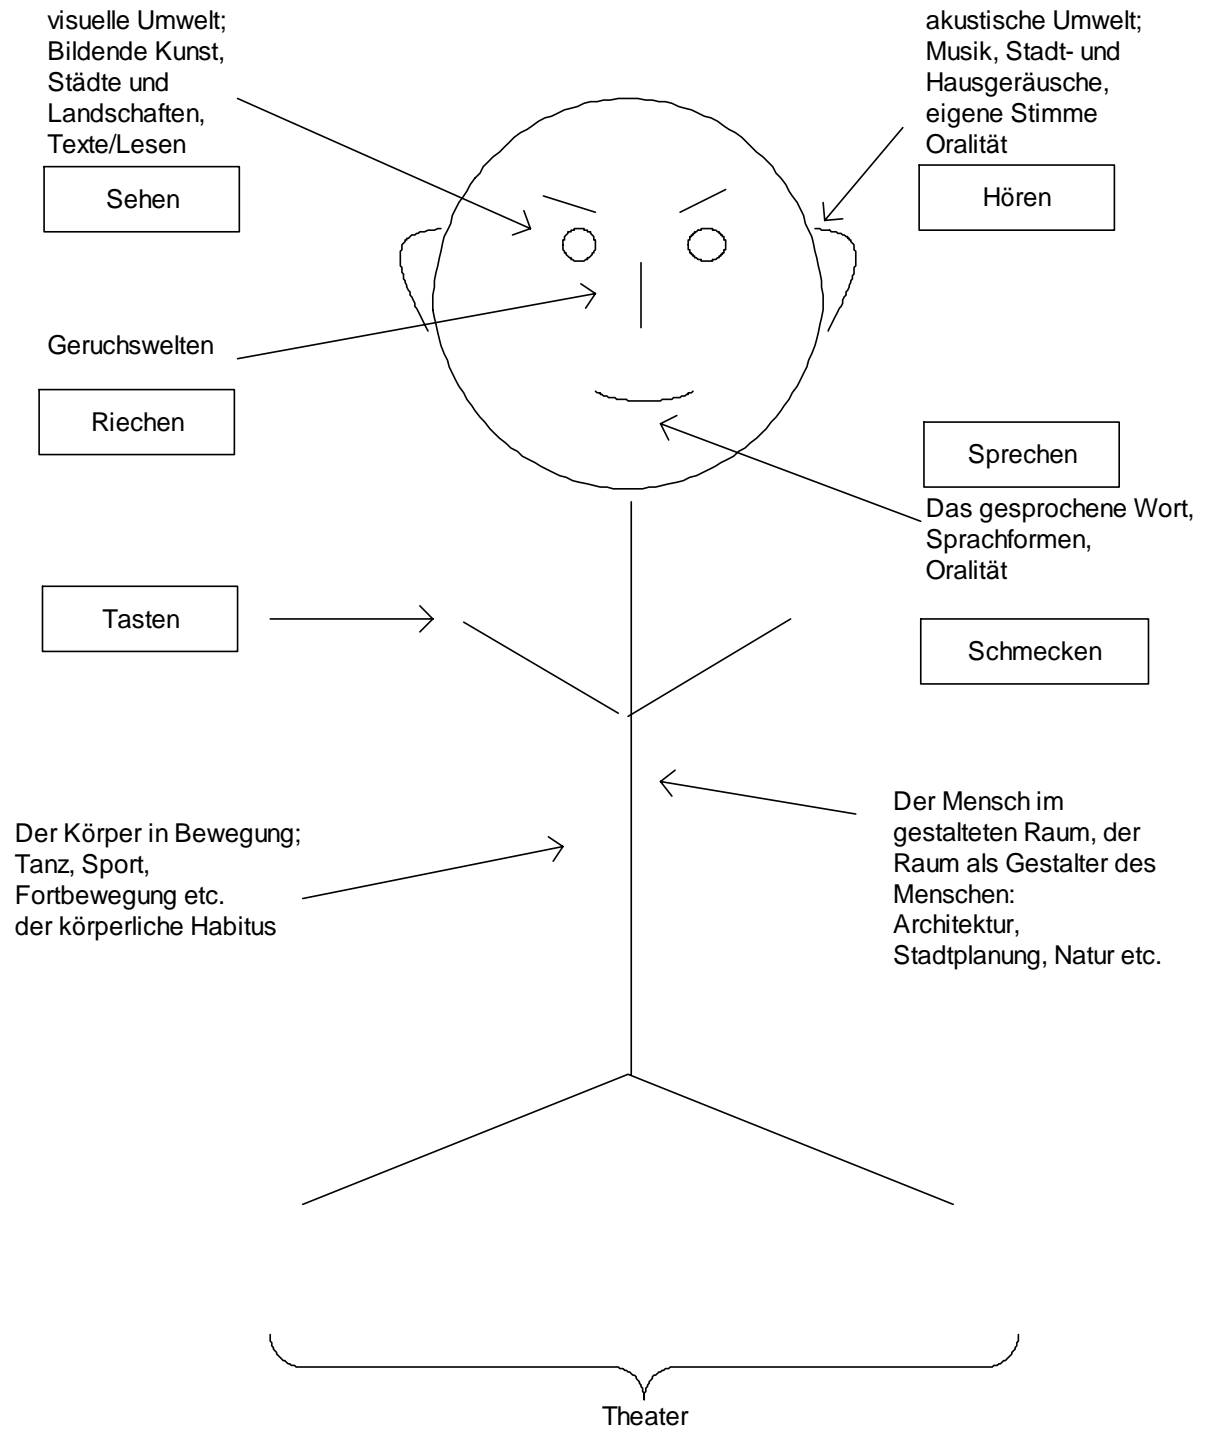 visuelle Umwelt;
Bildende Kunst,
Städte und
Landschaften,
Texte/Lesen
Sehen
akustische Umwelt;
Musik, Stadt- und
Hausgeräusche,
eigene Stimme
Oralität
Hören
Geruchswelten
Riechen
Sprechen
Das gesprochene Wort,
Sprachformen,
Oralität
Tasten
Schmecken
Der Körper in Bewegung;
Tanz, Sport,
Fortbewegung etc.
der körperliche Habitus
Der Mensch im
gestalteten Raum, der
Raum als Gestalter des
Menschen:
Architektur,
Stadtplanung, Natur etc.
Theater